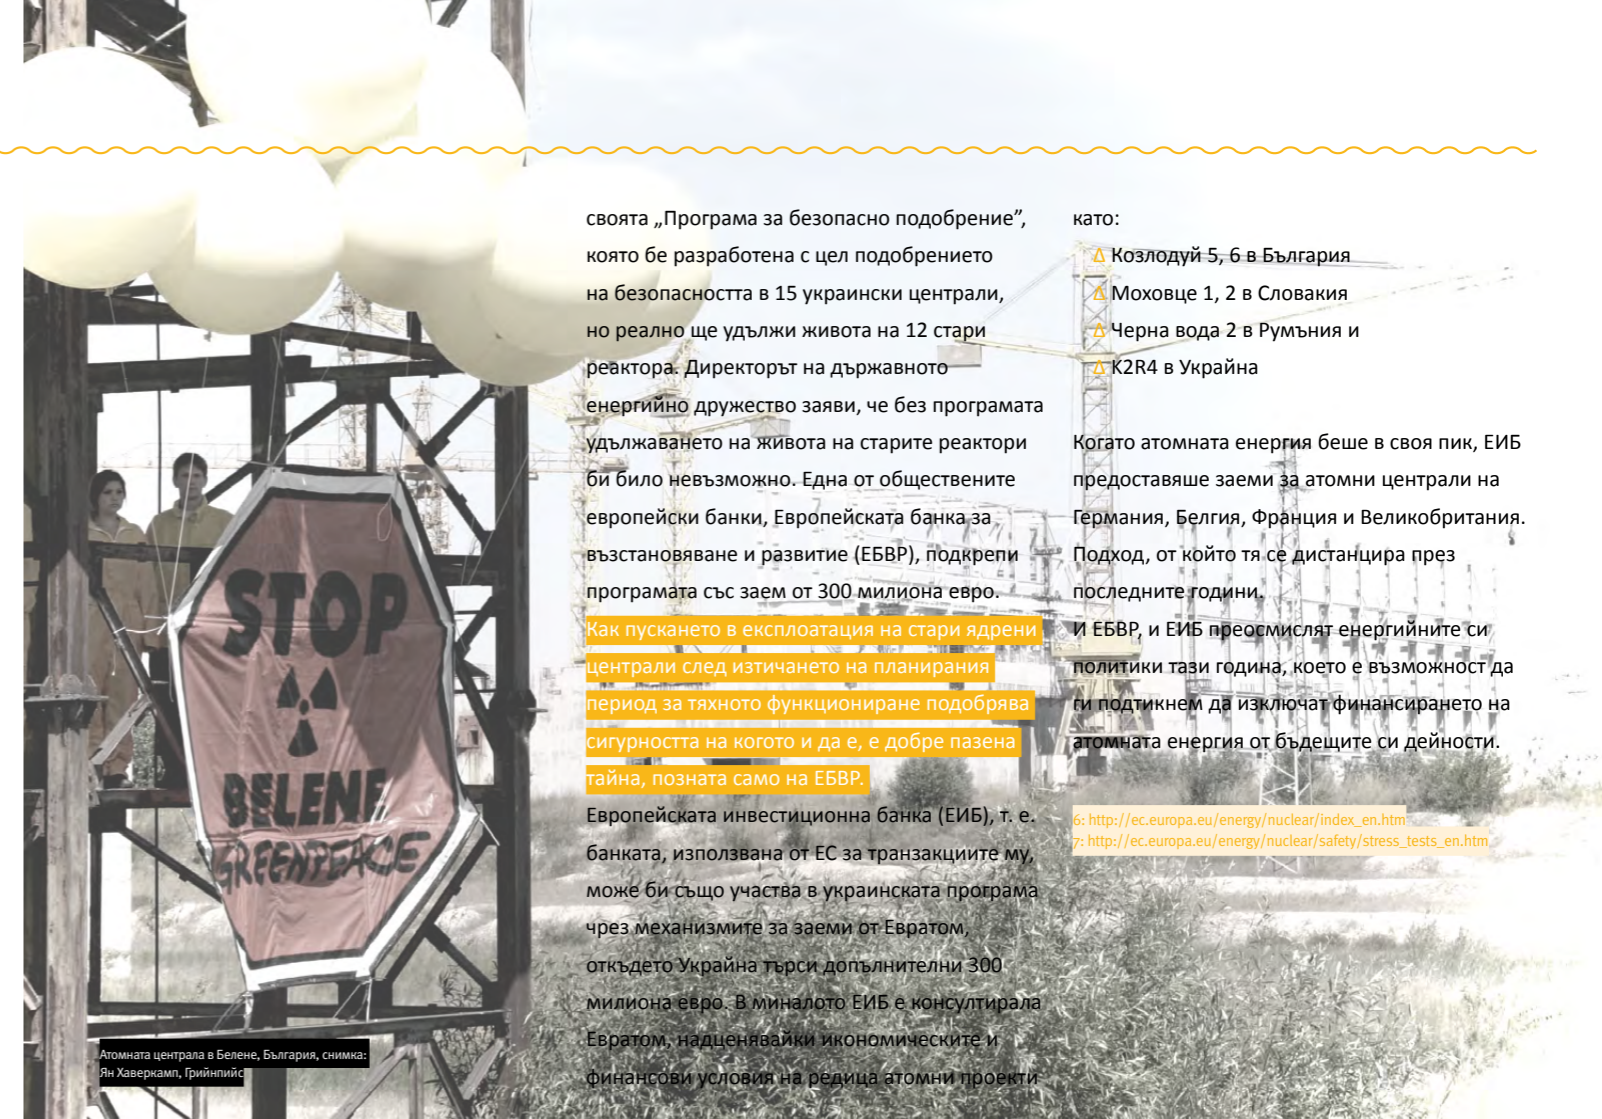 STOP
BELENE
GREENPEACE
Атомната централа в Белене, България, снимка:
Ян Хаверкамп, Грийнпийс
своята „Програма за безопасно подобрение”,
която бе разработена с цел подобрението
на безопасността в 15 украински централи,
но реално ще удължи живота на 12 стари
реактора. Директорът на държавното
енергийно дружество заяви, че без програмата
удължаването на живота на старите реактори
би било невъзможно. Една от обществените
европейски банки, Европейската банка за
възстановяване и развитие (ЕБВР), подкрепи
програмата със заем от 300 милиона евро.
Как пускането в експлоатация на стари ядрени
централи след изтичането на планирания
период за тяхното функциониране подобрява
сигурността на когото и да е, е добре пазена
тайна, позната само на ЕБВР.
Европейската инвестиционна банка (ЕИБ), т. е.
банката, използвана от ЕС за транзакциите му,
може би също участва в украинската програма
чрез механизмите за заеми от Евратом,
откъдето Украйна търси допълнителни 300
милиона евро. В миналото ЕИБ е консултирала
Евратом, надценявайки икономическите и
финансови условия на редица атомни проекти
като:
Δ Козлодуй 5, 6 в България
Δ Моховце 1, 2 в Словакия
Δ Черна вода 2 в Румъния и
Δ K2R4 в Украйна
Когато атомната енергия беше в своя пик, ЕИБ
предоставяше заеми за атомни централи на
Германия, Белгия, Франция и Великобритания.
Подход, от който тя се дистанцира през
последните години.
И ЕБВР, и ЕИБ преосмислят енергийните си
политики тази година, което е възможност да
ги подтикнем да изключат финансирането на
атомната енергия от бъдещите си дейности.
6: http://ec.europa.eu/energy/nuclear/index_en.htm
7: http://ec.europa.eu/energy/nuclear/safety/stress_tests_en.htm